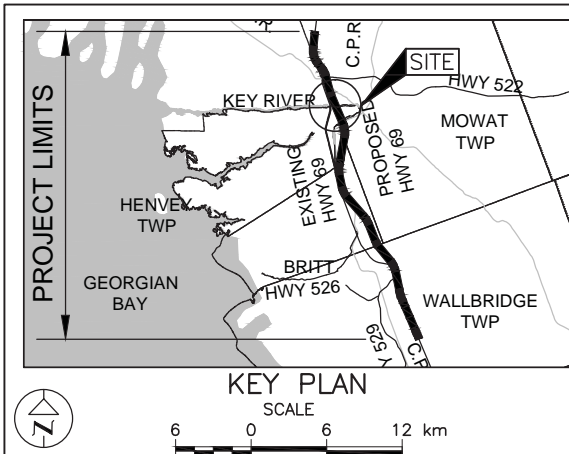 C.P.R
SITE
HWY 522
KEY RIVER
MOWAT
TWP
PROJECT LIMITS
EXISTING
HWY 69
PROPOSED
HWY 69
HENVEY
TWP
BRITT
HWY 526
GEORGIAN
BAY
WALLBRIDGE
TWP
Y 529
C.P
KEY PLAN
SCALE
N
6 0 6 12 km